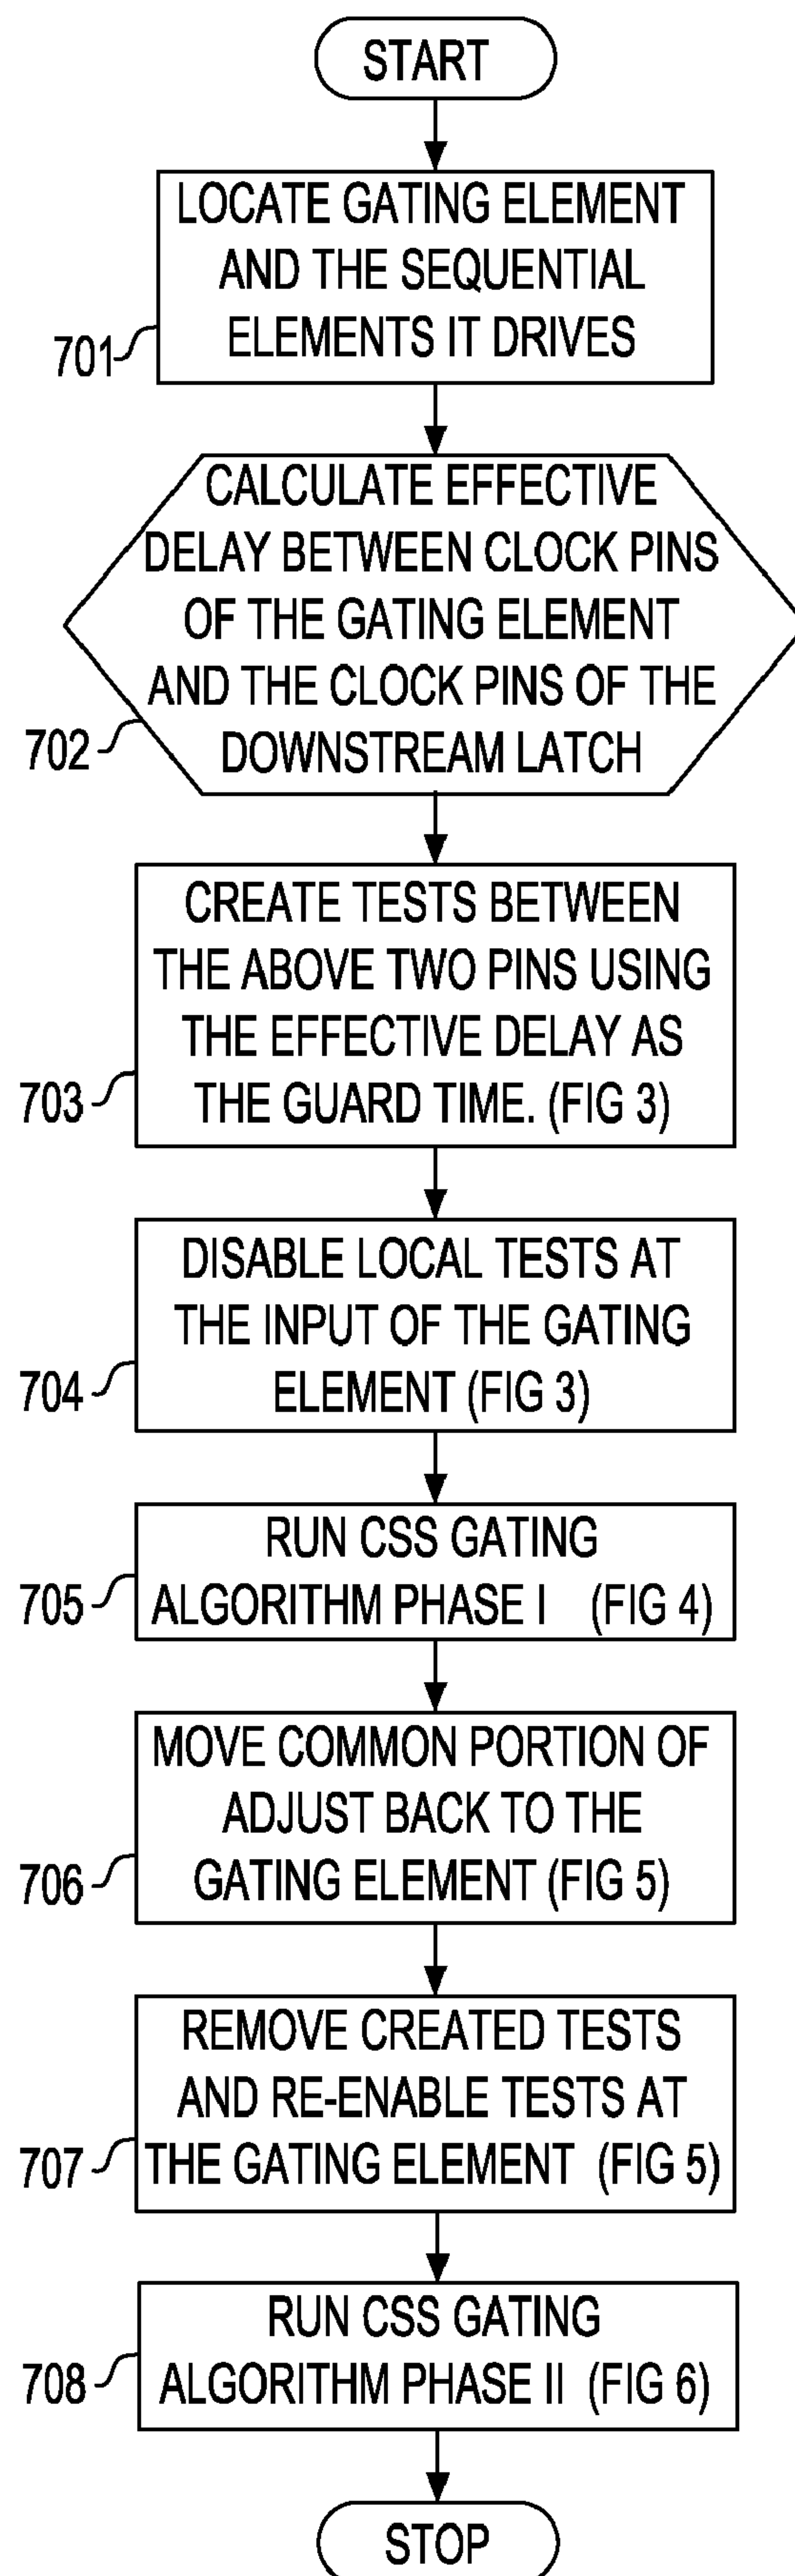 START
LOCATE GATING ELEMENT
AND THE SEQUENTIAL
ELEMENTS IT DRIVES
701
CALCULATE EFFECTIVE
DELAY BETWEEN CLOCK PINS
OF THE GATING ELEMENT
AND THE CLOCK PINS OF THE
DOWNSTREAM LATCH
702
CREATE TESTS BETWEEN
THE ABOVE TWO PINS USING
THE EFFECTIVE DELAY AS
THE GUARD TIME. (FIG 3)
703
DISABLE LOCAL TESTS AT
THE INPUT OF THE GATING
ELEMENT (FIG 3)
704
RUN CSS GATING
ALGORITHM PHASE I (FIG 4)
705
MOVE COMMON PORTION OF
ADJUST BACK TO THE
GATING ELEMENT (FIG 5)
706
REMOVE CREATED TESTS
AND RE-ENABLE TESTS AT
THE GATING ELEMENT (FIG 5)
707
RUN CSS GATING
ALGORITHM PHASE II (FIG 6)
708
STOP